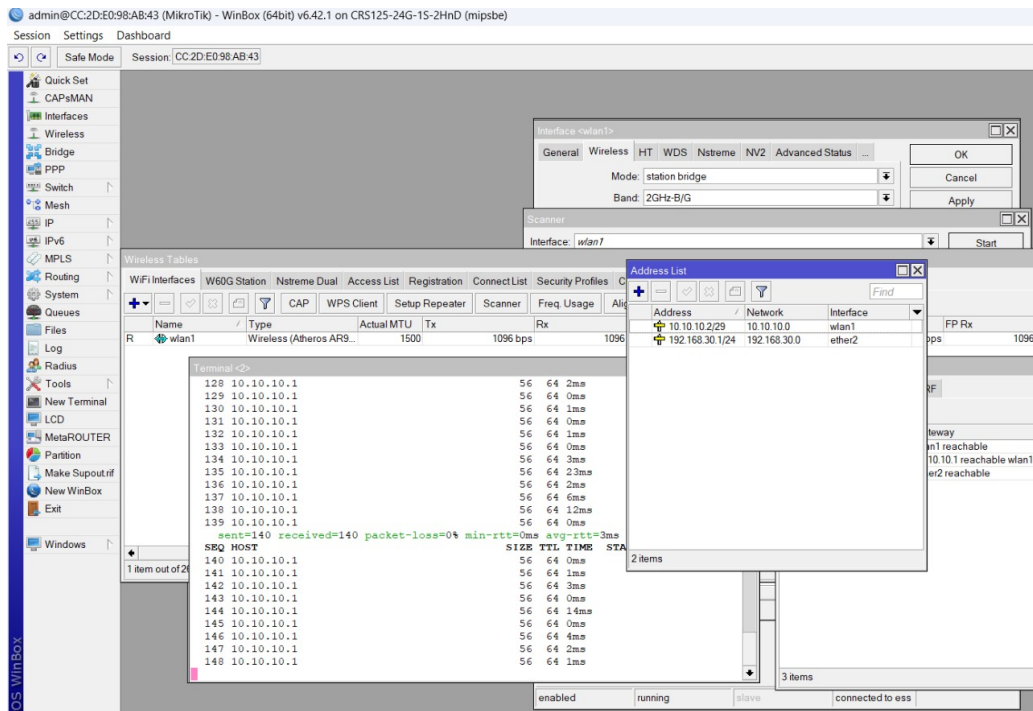 admin@CC:2D:E0:98:AB:43 (MikroTik) - WinBox (64bit) v6.42.1 on CRS125-24G-1S-2HnD (mipsbe)
Session Settings Dashboard
Safe Mode Session: CC:2D:E0:98:AB:43
Quick Set
CAPsMAN
Interfaces
Wireless
Bridge
PPP
Switch
Mesh
IP
IPv6
MPLS
Routing
System
Queues
Files
Log
Radius
Tools
New Terminal
LCD
MetaROUTER
Partition
Make Supout.rif
New WinBox
Exit
Windows
OS WinBox
Interface <wlan1>
General Wireless HT WDS Nstreme NV2 Advanced Status ...
OK
Mode: station bridge
Cancel
Band: 2GHz-B/G
Apply
Scanner
Interface: wlan1
Start
Wireless Tables
WiFi Interfaces W60G Station Nstreme Dual Access List Registration Connect List Security Profiles C
CAP WPS Client Setup Repeater Scanner Freq. Usage
Name / Type Actual MTU Tx Rx FP Rx
R wlan1 Wireless (Atheros AR9... 1500 1096 bps 1096 bps 1096
1 item out of 26
Address List
Find
Address / Network Interface
10.10.10.2/29 10.10.10.0 wlan1
192.168.30.1/24 192.168.30.0 ether2
2 items
Terminal <2>
128 10.10.10.1 56 64 2ms
129 10.10.10.1 56 64 0ms
130 10.10.10.1 56 64 1ms
131 10.10.10.1 56 64 0ms
132 10.10.10.1 56 64 1ms
133 10.10.10.1 56 64 0ms
134 10.10.10.1 56 64 3ms
135 10.10.10.1 56 64 23ms
136 10.10.10.1 56 64 2ms
137 10.10.10.1 56 64 6ms
138 10.10.10.1 56 64 12ms
139 10.10.10.1 56 64 0ms
sent=140 received=140 packet-loss=0% min-rtt=0ms avg-rtt=3ms
SEQ HOST SIZE TTL TIME STA
140 10.10.10.1 56 64 0ms
141 10.10.10.1 56 64 1ms
142 10.10.10.1 56 64 3ms
143 10.10.10.1 56 64 0ms
144 10.10.10.1 56 64 14ms
145 10.10.10.1 56 64 0ms
146 10.10.10.1 56 64 4ms
147 10.10.10.1 56 64 2ms
148 10.10.10.1 56 64 1ms
RF
teway
an1 reachable
10.10.1 reachable wlan1
er2 reachable
3 items
enabled running slave connected to ess